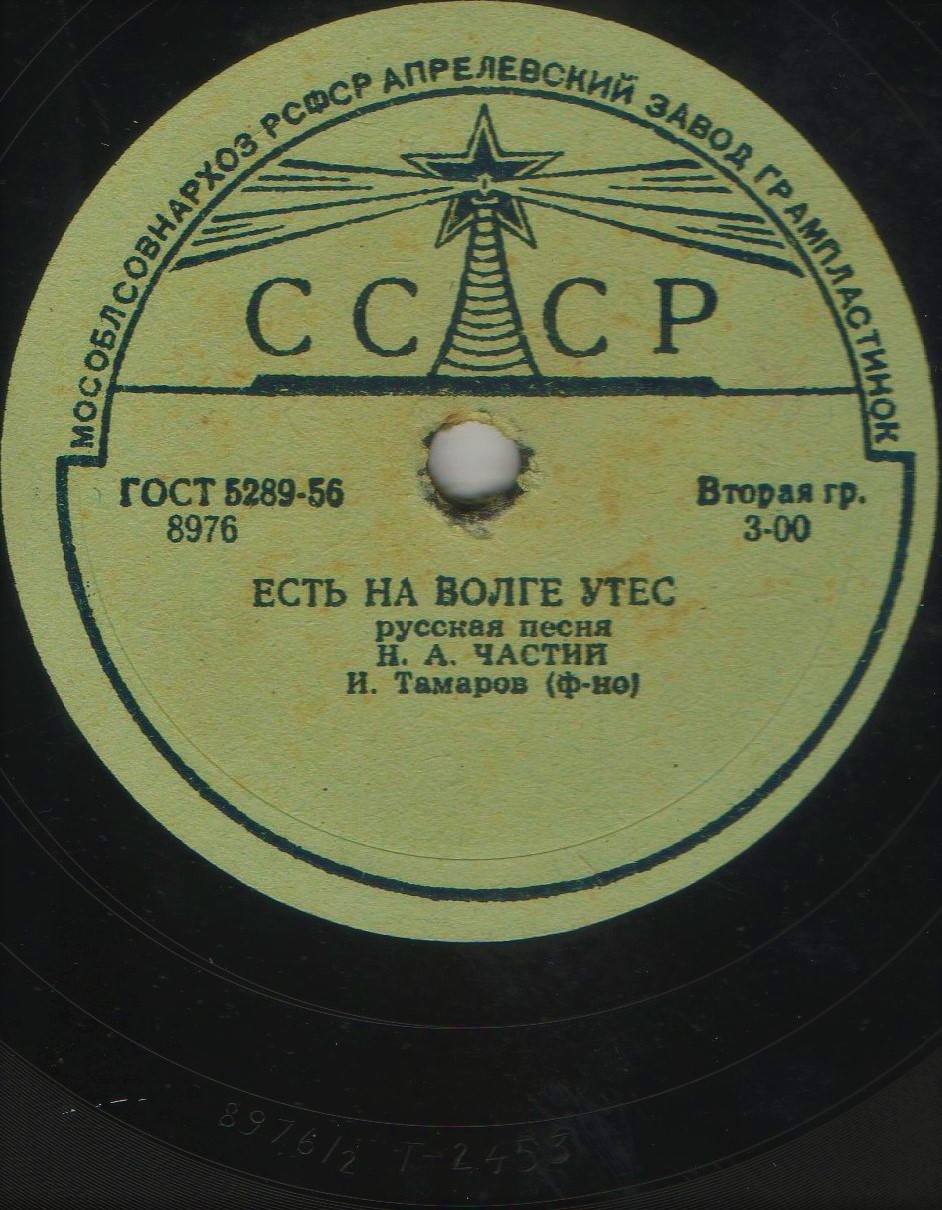 МОСОБЛСОВНАРХОЗ РСФСР АПРЕЛЕВСКИЙ ЗАВОД ГРАМПЛАСТИНОК
СССР
ГОСТ 5289-56
8976
Вторая гр.
3-00
ЕСТЬ НА ВОЛГЕ УТЕС
русская песня
Н. А. ЧАСТИЙ
И. Тамаров (ф-но)
8976/2 Т-2453